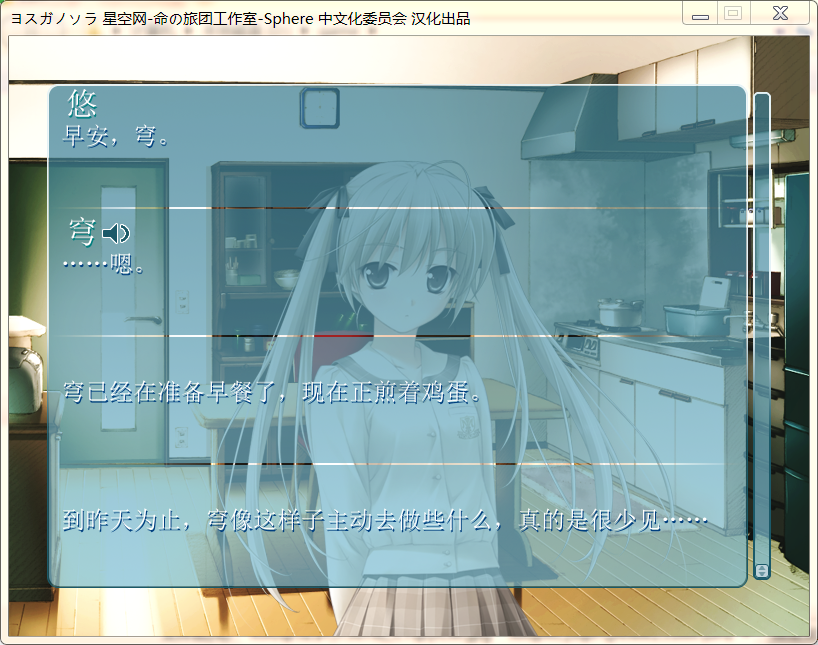 ヨスガノソラ 星空网-命の旅团工作室-Sphere 中文化委员会 汉化出品
悠
早安，穹。
穹
……嗯。
穹已经在准备早餐了，现在正煎着鸡蛋。
到昨天为止，穹像这样子主动去做些什么，真的是很少见……